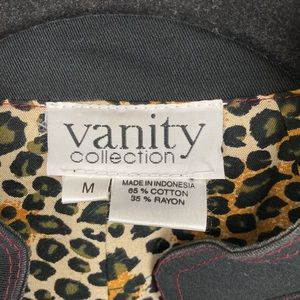 vanity
collection
M
MADE IN INDONESIA
65 % COTTON
35 % RAYON